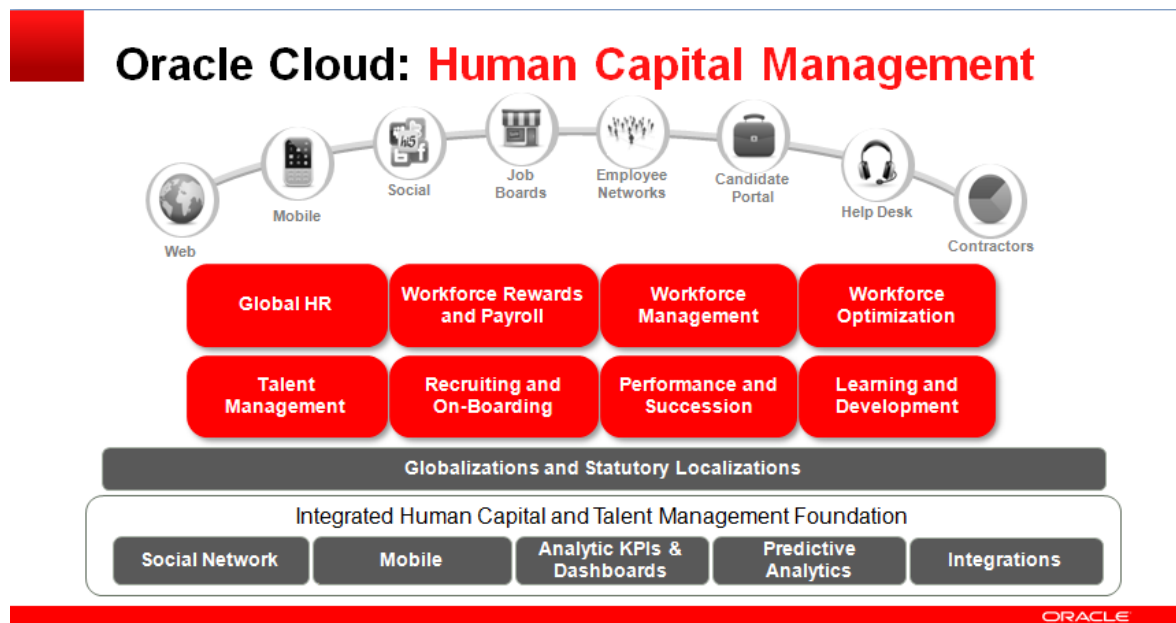 Oracle Cloud: Human Capital Management
Web
Mobile
hi5
Social
Job
Boards
Employee
Networks
Candidate
Portal
Help Desk
Contractors
Global HR
Workforce Rewards
and Payroll
Workforce
Management
Workforce
Optimization
Talent
Management
Recruiting and
On-Boarding
Performance and
Succession
Learning and
Development
Globalizations and Statutory Localizations
Integrated Human Capital and Talent Management Foundation
Social Network
Mobile
Analytic KPIs &
Dashboards
Predictive
Analytics
Integrations
ORACLE